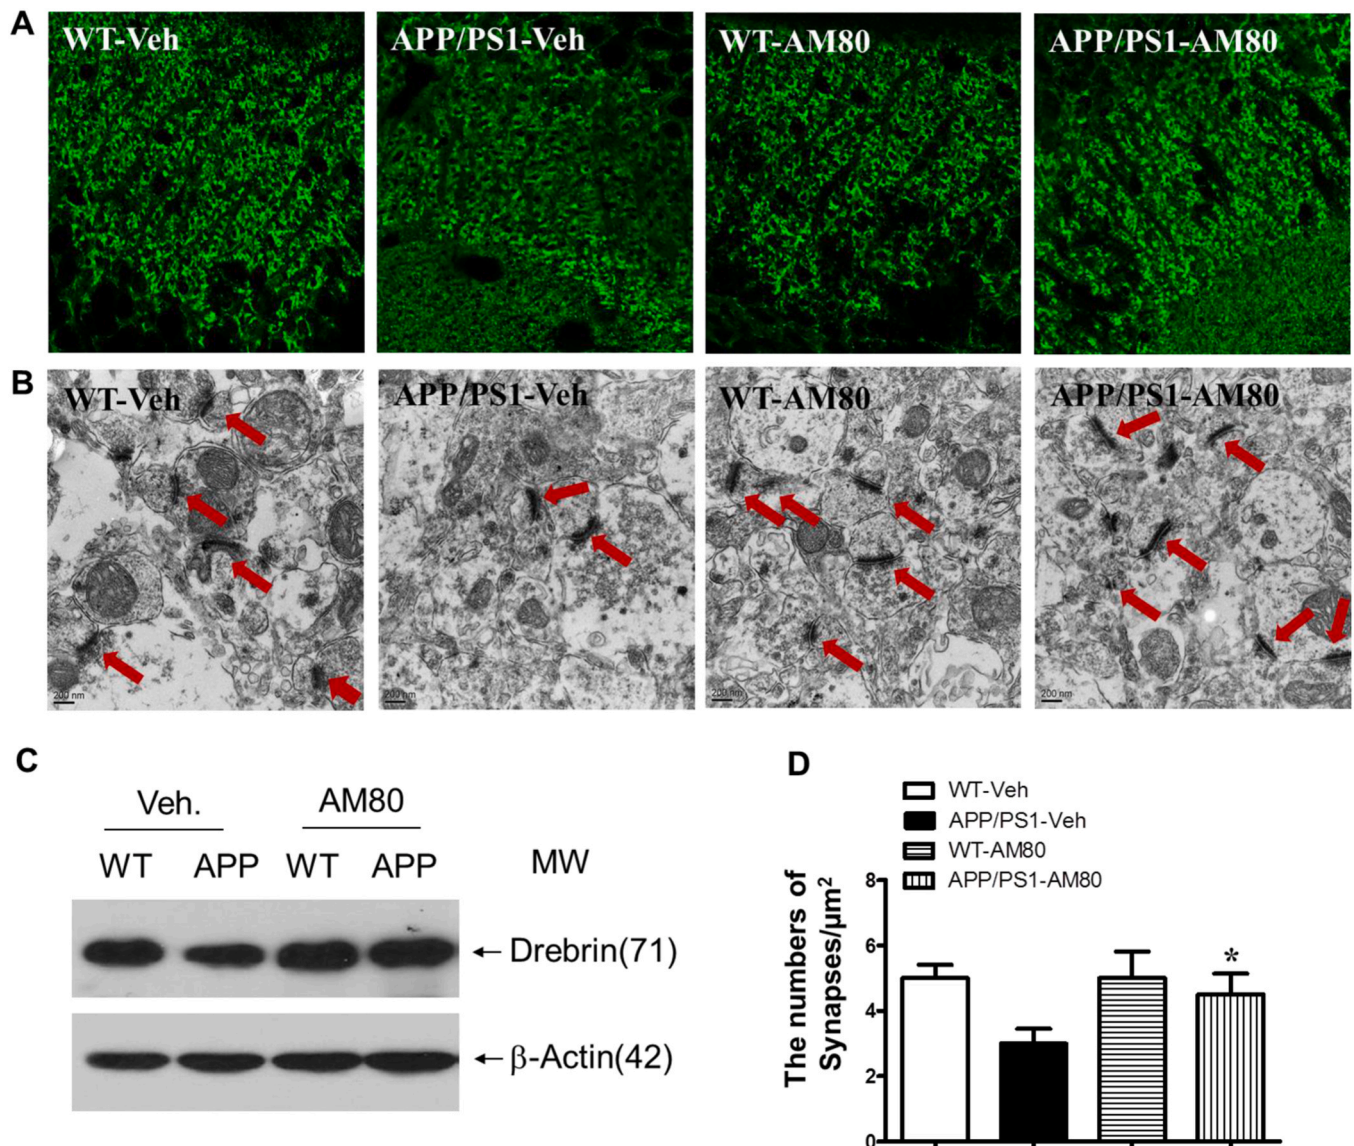 A
WT-Veh
APP/PS1-Veh
WT-AM80
APP/PS1-AM80
B
WT-Veh
APP/PS1-Veh
WT-AM80
APP/PS1-AM80
200 nm
200 nm
200 nm
200 nm
C
Veh.
AM80
WT
APP
WT
APP
MW
←Drebrin(71)
←β-Actin(42)
D
WT-Veh
APP/PS1-Veh
WT-AM80
APP/PS1-AM80
The numbers of
Synapses/µm²
8
6
4
2
0
*